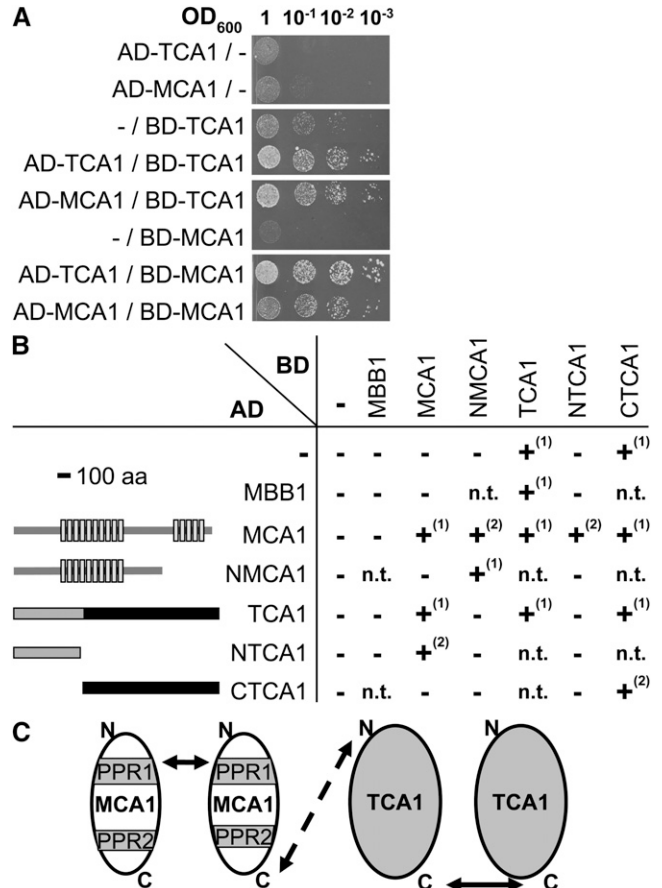 A
OD600 1 10-1 10-2 10-3
AD-TCA1 / -
AD-MCA1 / -
- / BD-TCA1
AD-TCA1 / BD-TCA1
AD-MCA1 / BD-TCA1
- / BD-MCA1
AD-TCA1 / BD-MCA1
AD-MCA1 / BD-MCA1
B
BD
AD
- MBB1 MCA1 NMCA1 TCA1 NTCA1 CTCA1
- - - - - +(1) - +(1)
100 aa
MBB1 - - - n.t. +(1) - n.t.
MCA1 - - +(1) +(2) +(1) +(2) +(1)
NMCA1 - n.t. - +(1) n.t. - n.t.
TCA1 - - +(1) - +(1) - +(1)
NTCA1 - - +(2) - n.t. - n.t.
CTCA1 - n.t. - - n.t. - +(2)
C
N N N N
PPR1 PPR1
MCA1 MCA1 TCA1 TCA1
PPR2 PPR2
C C C C